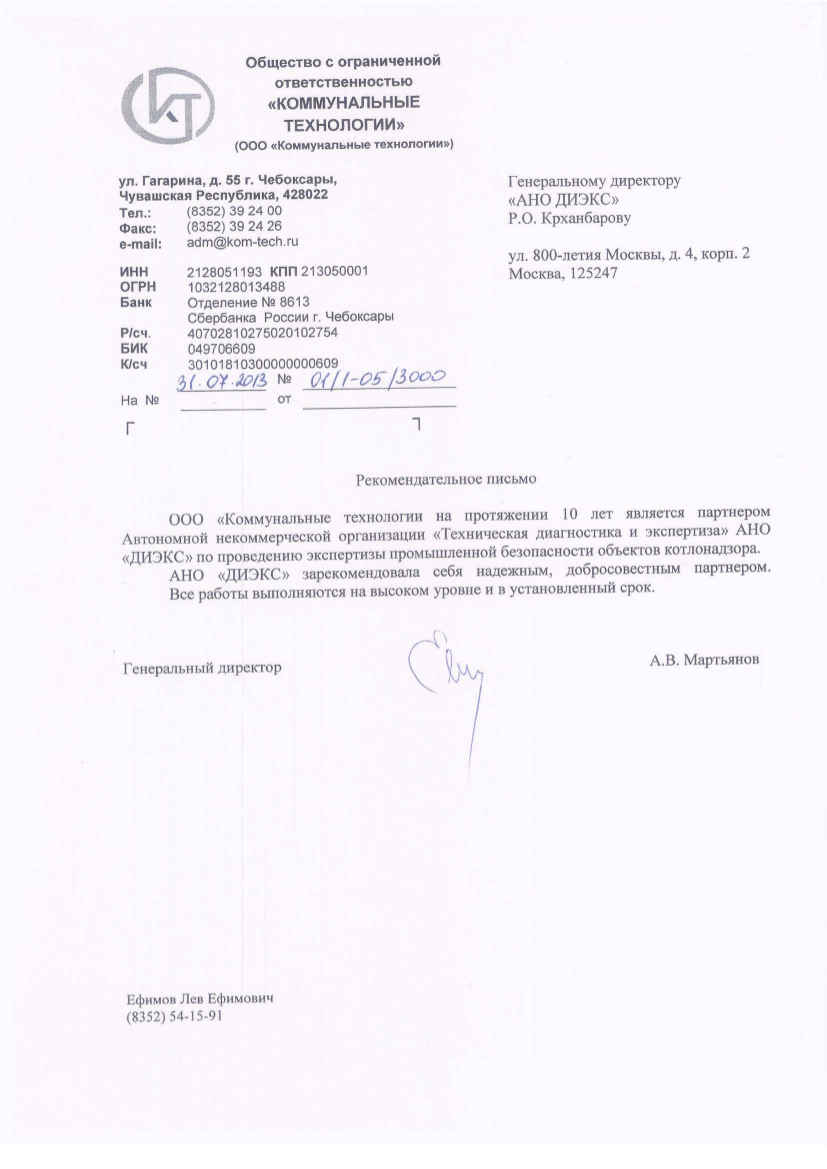 Общество с ограниченной
ответственностью
«КОММУНАЛЬНЫЕ
ТЕХНОЛОГИИ»
(ООО «Коммунальные технологии»)
КТ
ул. Гагарина, д. 55 г. Чебоксары,
Чувашская Республика, 428022
Тел.: (8352) 39 24 00
Факс: (8352) 39 24 26
e-mail: adm@kom-tech.ru
ИНН 2128051193 КПП 213050001
ОГРН 1032128013488
Банк Отделение № 8613
Сбербанка России г. Чебоксары
Р/сч. 40702810275020102754
БИК 049706609
К/сч 30101810300000000609
31.07.2013 № 01/1-05/3000
На № от
Генеральному директору
«АНО ДИЭКС»
Р.О. Крханбарову
ул. 800-летия Москвы, д. 4, корп. 2
Москва, 125247
Рекомендательное письмо
ООО «Коммунальные технологии на протяжении 10 лет является партнером
Автономной некоммерческой организации «Техническая диагностика и экспертиза» АНО
«ДИЭКС» по проведению экспертизы промышленной безопасности объектов котлонадзора.
АНО «ДИЭКС» зарекомендовала себя надежным, добросовестным партнером.
Все работы выполняются на высоком уровне и в установленный срок.
Генеральный директор А.В. Мартьянов
Ефимов Лев Ефимович
(8352) 54-15-91